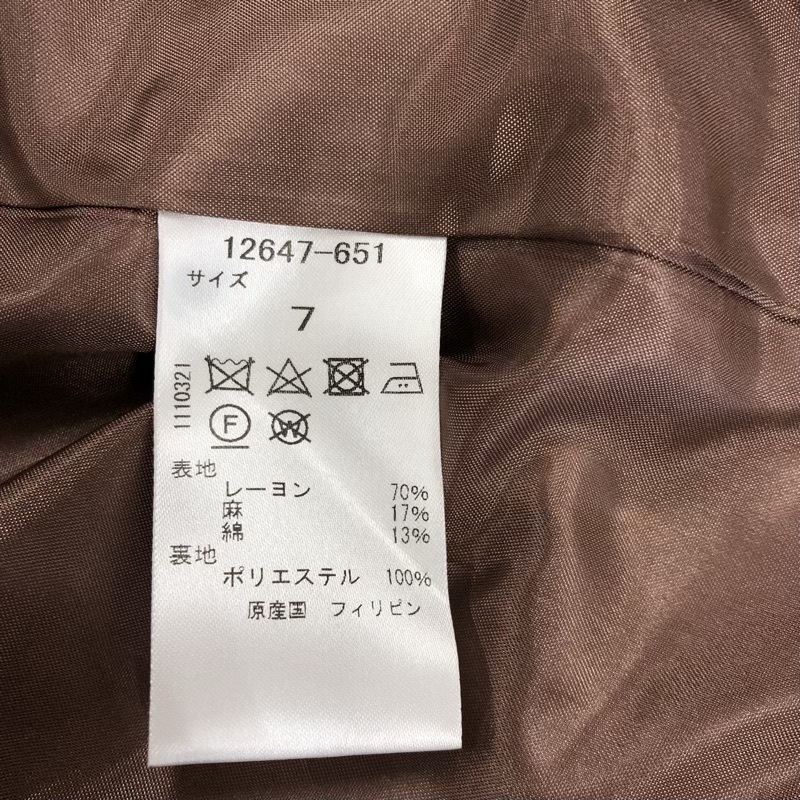 12647-651
サイズ
7
1110321
F W
表地
レーヨン 70%
麻 17%
綿 13%
裏地
ポリエステル 100%
原産国 フィリピン